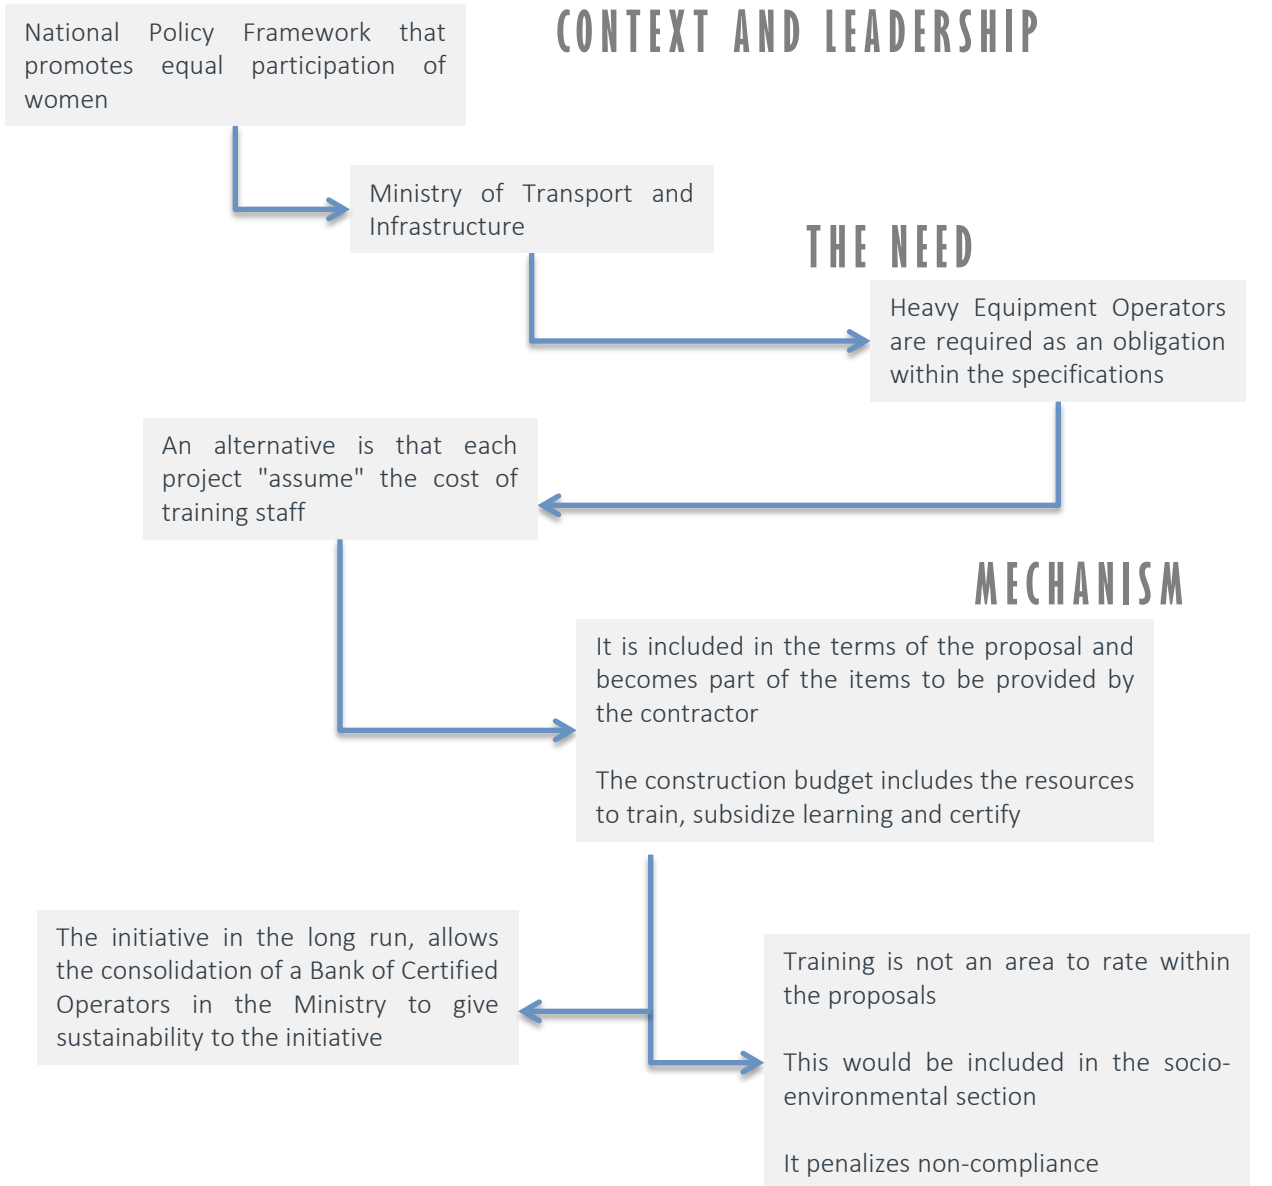 CONTEXT AND LEADERSHIP
National Policy Framework that
promotes equal participation of
women
Ministry of Transport and
Infrastructure
THE NEED
Heavy Equipment Operators
are required as an obligation
within the specifications
An alternative is that each
project "assume" the cost of
training staff
MECHANISM
It is included in the terms of the proposal and
becomes part of the items to be provided by
the contractor
The construction budget includes the resources
to train, subsidize learning and certify
The initiative in the long run, allows
the consolidation of a Bank of Certified
Operators in the Ministry to give
sustainability to the initiative
Training is not an area to rate within
the proposals
This would be included in the socio-
environmental section
It penalizes non-compliance